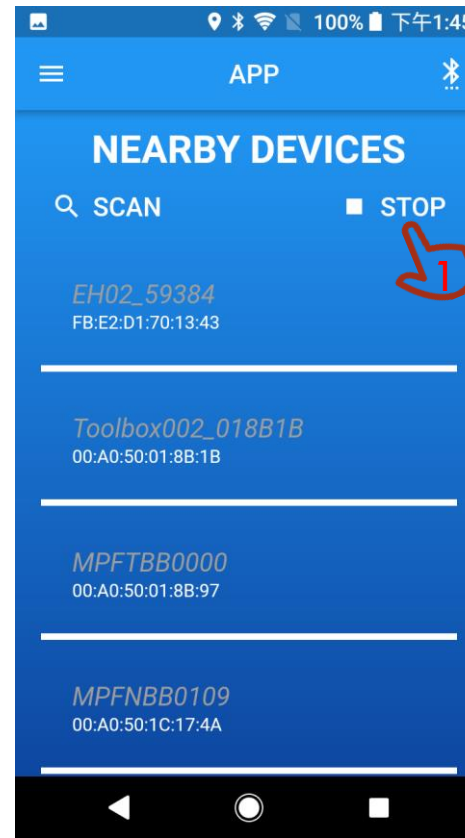 100% 下午1:45
APP
NEARBY DEVICES
SCAN STOP
1
EH02_59384
FB:E2:D1:70:13:43
Toolbox002_018B1B
00:A0:50:01:8B:1B
MPFTBB0000
00:A0:50:01:8B:97
MPFNBB0109
00:A0:50:1C:17:4A